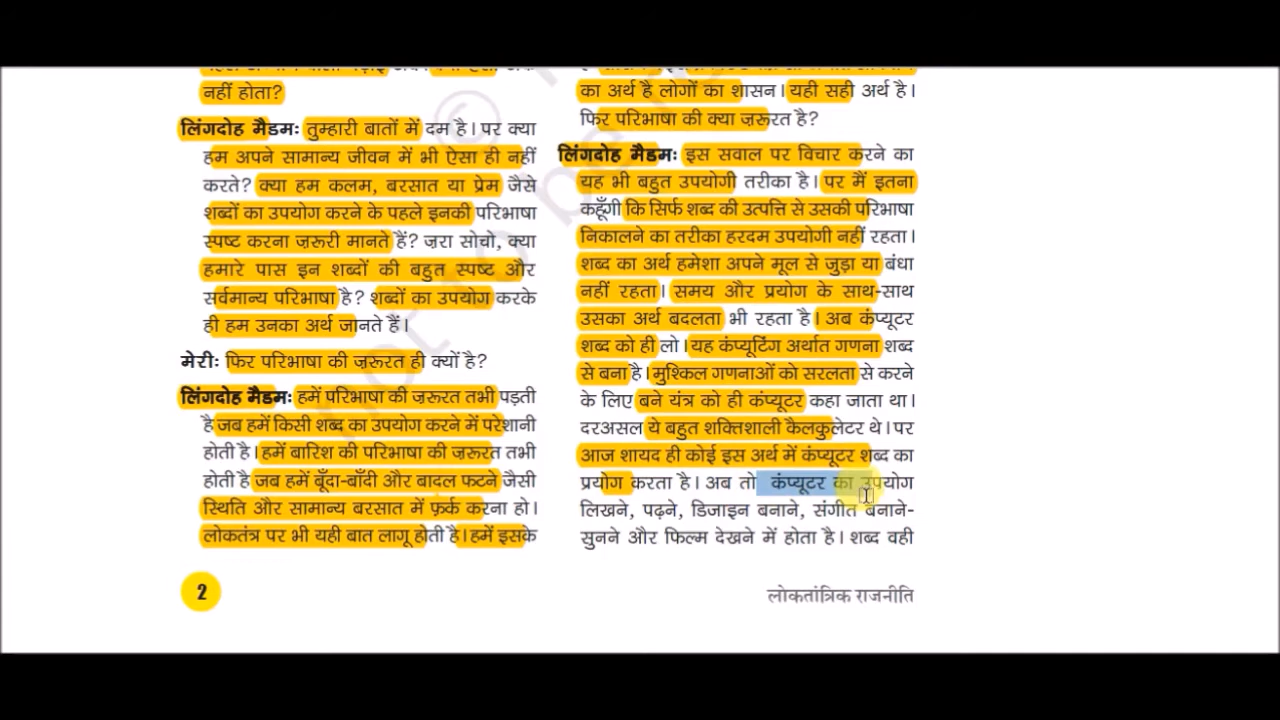 नहीं होता?
लिंगदोह मैडम: तुम्हारी बातों में दम है। पर क्या
हम अपने सामान्य जीवन में भी ऐसा ही नहीं
करते? क्या हम कलम, बरसात या प्रेम जैसे
शब्दों का उपयोग करने के पहले इनकी परिभाषा
स्पष्ट करना ज़रूरी मानते हैं? ज़रा सोचो, क्या
हमारे पास इन शब्दों की बहुत स्पष्ट और
सर्वमान्य परिभाषा है? शब्दों का उपयोग करके
ही हम उनका अर्थ जानते हैं।
मेरी: फिर परिभाषा की ज़रूरत ही क्यों है?
लिंगदोह मैडम: हमें परिभाषा की ज़रूरत तभी पड़ती
है जब हमें किसी शब्द का उपयोग करने में परेशानी
होती है। हमें बारिश की परिभाषा की ज़रूरत तभी
होती है जब हमें बूँदा-बाँदी और बादल फटने जैसी
स्थिति और सामान्य बरसात में फ़र्क करना हो।
लोकतंत्र पर भी यही बात लागू होती है। हमें इसके
2
का अर्थ है लोगों का शासन। यही सही अर्थ है।
फिर परिभाषा की क्या ज़रूरत है?
लिंगदोह मैडम: इस सवाल पर विचार करने का
यह भी बहुत उपयोगी तरीका है। पर मैं इतना
कहूँगी कि सिर्फ शब्द की उत्पत्ति से उसकी परिभाषा
निकालने का तरीका हरदम उपयोगी नहीं रहता।
शब्द का अर्थ हमेशा अपने मूल से जुड़ा या बंधा
नहीं रहता। समय और प्रयोग के साथ-साथ
उसका अर्थ बदलता भी रहता है। अब कंप्यूटर
शब्द को ही लो। यह कंप्यूटिंग अर्थात गणना शब्द
से बना है। मुश्किल गणनाओं को सरलता से करने
के लिए बने यंत्र को ही कंप्यूटर कहा जाता था।
दरअसल ये बहुत शक्तिशाली कैलकुलेटर थे। पर
आज शायद ही कोई इस अर्थ में कंप्यूटर शब्द का
प्रयोग करता है। अब तो कंप्यूटर का उपयोग
लिखने, पढ़ने, डिजाइन बनाने, संगीत बनाने-
सुनने और फिल्म देखने में होता है। शब्द वही
लोकतांत्रिक राजनीति